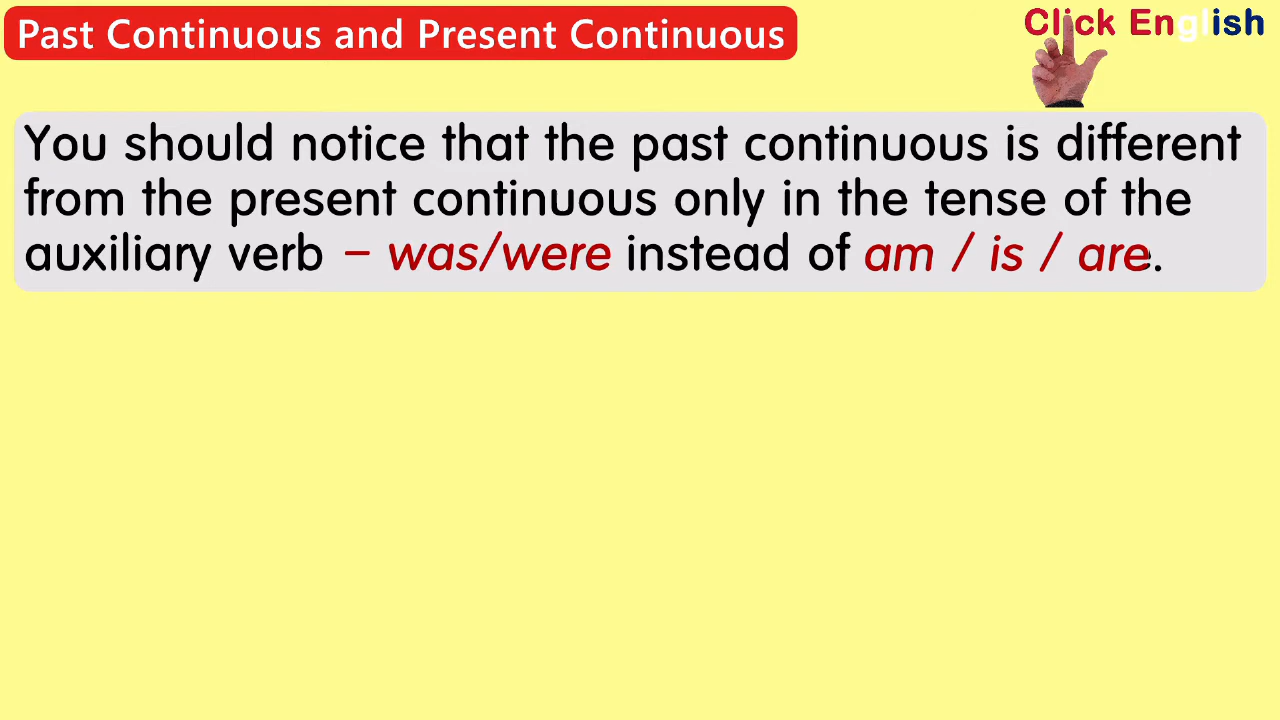 Past Continuous and Present Continuous
Click English
You should notice that the past continuous is different
from the present continuous only in the tense of the
auxiliary verb – was/were instead of am / is / are.